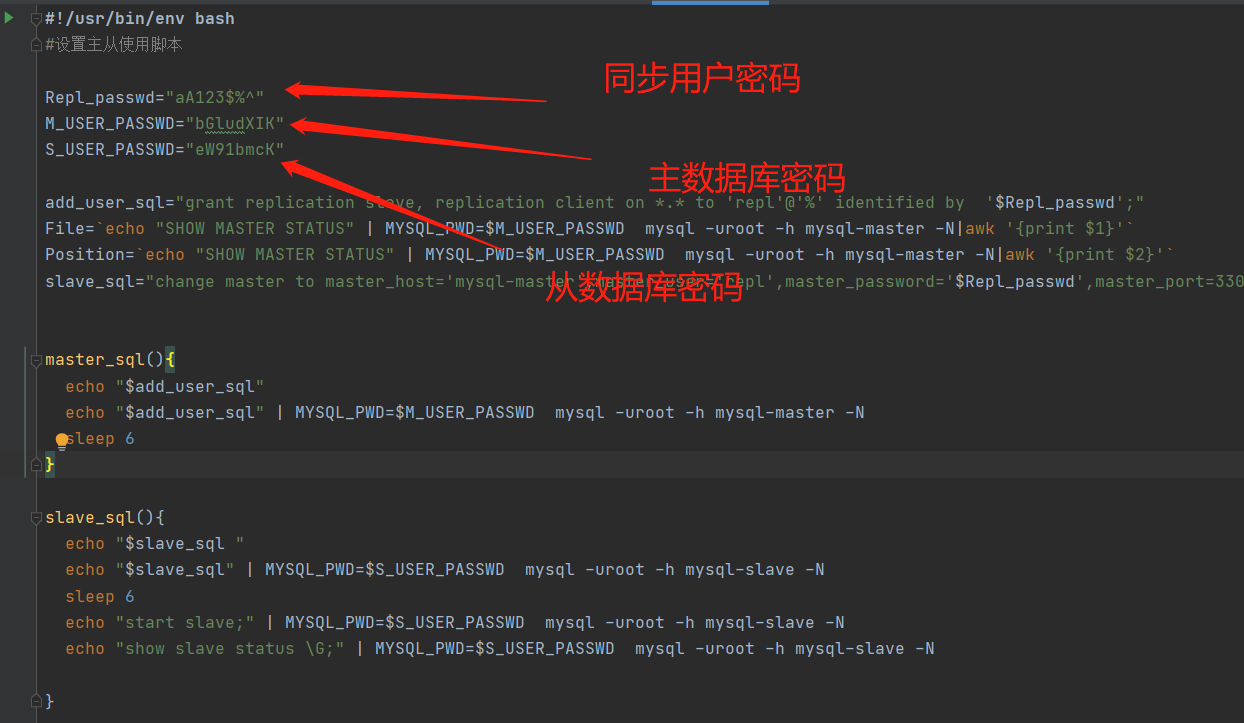 #!/usr/bin/env bash
#设置主从使用脚本
Repl_passwd="aA123$%^"
同步用户密码
M_USER_PASSWD="bGludXIK"
S_USER_PASSWD="eW91bmcK"
主数据库密码
add_user_sql="grant replication slave, replication client on *.* to 'repl'@'%' identified by  '$Repl_passwd';"
File=`echo "SHOW MASTER STATUS" | MYSQL_PWD=$M_USER_PASSWD  mysql -uroot -h mysql-master -N|awk '{print $1}'`
Position=`echo "SHOW MASTER STATUS" | MYSQL_PWD=$M_USER_PASSWD  mysql -uroot -h mysql-master -N|awk '{print $2}'`
slave_sql="change master to master_host='mysql-master',master_user='repl',master_password='$Repl_passwd',master_port=330
从数据库密码
master_sql(){
echo "$add_user_sql"
echo "$add_user_sql" | MYSQL_PWD=$M_USER_PASSWD  mysql -uroot -h mysql-master -N
sleep 6
}
slave_sql(){
echo "$slave_sql "
echo "$slave_sql" | MYSQL_PWD=$S_USER_PASSWD  mysql -uroot -h mysql-slave -N
sleep 6
echo "start slave;" | MYSQL_PWD=$S_USER_PASSWD  mysql -uroot -h mysql-slave -N
echo "show slave status \G;" | MYSQL_PWD=$S_USER_PASSWD  mysql -uroot -h mysql-slave -N
}